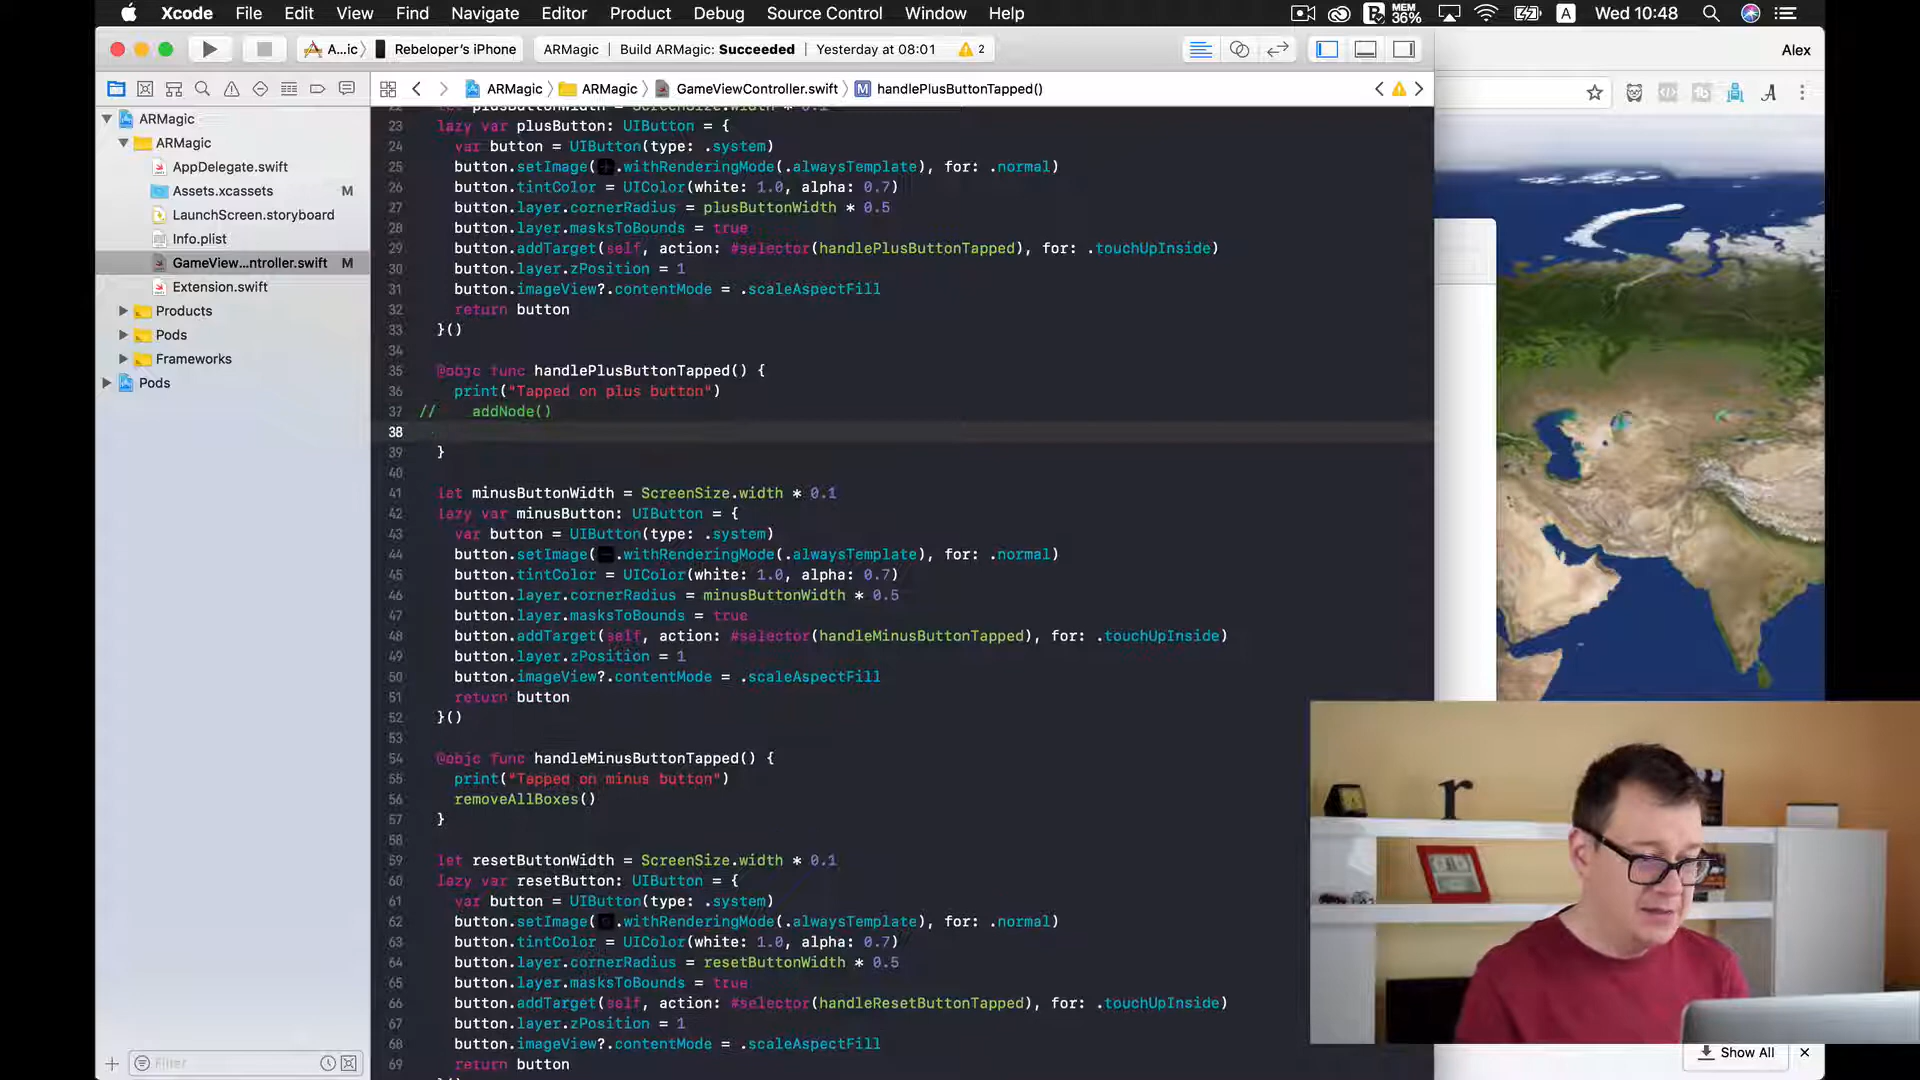 Xcode File Edit View Find Navigate Editor Product Debug Source Control Window Help MEM 36% A Wed 10:48
A...ic Rebeloper's iPhone ARMagic Build ARMagic: Succeeded Yesterday at 08:01 2 Alex
ARMagic ARMagic GameViewController.swift M handlePlusButtonTapped()
ARMagic
ARMagic
AppDelegate.swift
Assets.xcassets M
LaunchScreen.storyboard
Info.plist
GameView...ntroller.swift M
Extension.swift
Products
Pods
Frameworks
Pods
Filter
22 let plusButtonWidth = ScreenSize.width * 0.1
23 lazy var plusButton: UIButton = {
24 var button = UIButton(type: .system)
25 button.setImage( .withRenderingMode(.alwaysTemplate), for: .normal)
26 button.tintColor = UIColor(white: 1.0, alpha: 0.7)
27 button.layer.cornerRadius = plusButtonWidth * 0.5
28 button.layer.masksToBounds = true
29 button.addTarget(self, action: #selector(handlePlusButtonTapped), for: .touchUpInside)
30 button.layer.zPosition = 1
31 button.imageView?.contentMode = .scaleAspectFill
32 return button
33 }()
34
35 @objc func handlePlusButtonTapped() {
36 print("Tapped on plus button")
37 // addNode()
38
39 }
40
41 let minusButtonWidth = ScreenSize.width * 0.1
42 lazy var minusButton: UIButton = {
43 var button = UIButton(type: .system)
44 button.setImage( .withRenderingMode(.alwaysTemplate), for: .normal)
45 button.tintColor = UIColor(white: 1.0, alpha: 0.7)
46 button.layer.cornerRadius = minusButtonWidth * 0.5
47 button.layer.masksToBounds = true
48 button.addTarget(self, action: #selector(handleMinusButtonTapped), for: .touchUpInside)
49 button.layer.zPosition = 1
50 button.imageView?.contentMode = .scaleAspectFill
51 return button
52 }()
53
54 @objc func handleMinusButtonTapped() {
55 print("Tapped on minus button")
56 removeAllBoxes()
57 }
58
59 let resetButtonWidth = ScreenSize.width * 0.1
60 lazy var resetButton: UIButton = {
61 var button = UIButton(type: .system)
62 button.setImage( .withRenderingMode(.alwaysTemplate), for: .normal)
63 button.tintColor = UIColor(white: 1.0, alpha: 0.7)
64 button.layer.cornerRadius = resetButtonWidth * 0.5
65 button.layer.masksToBounds = true
66 button.addTarget(self, action: #selector(handleResetButtonTapped), for: .touchUpInside)
67 button.layer.zPosition = 1
68 button.imageView?.contentMode = .scaleAspectFill
69 return button
r
Show All